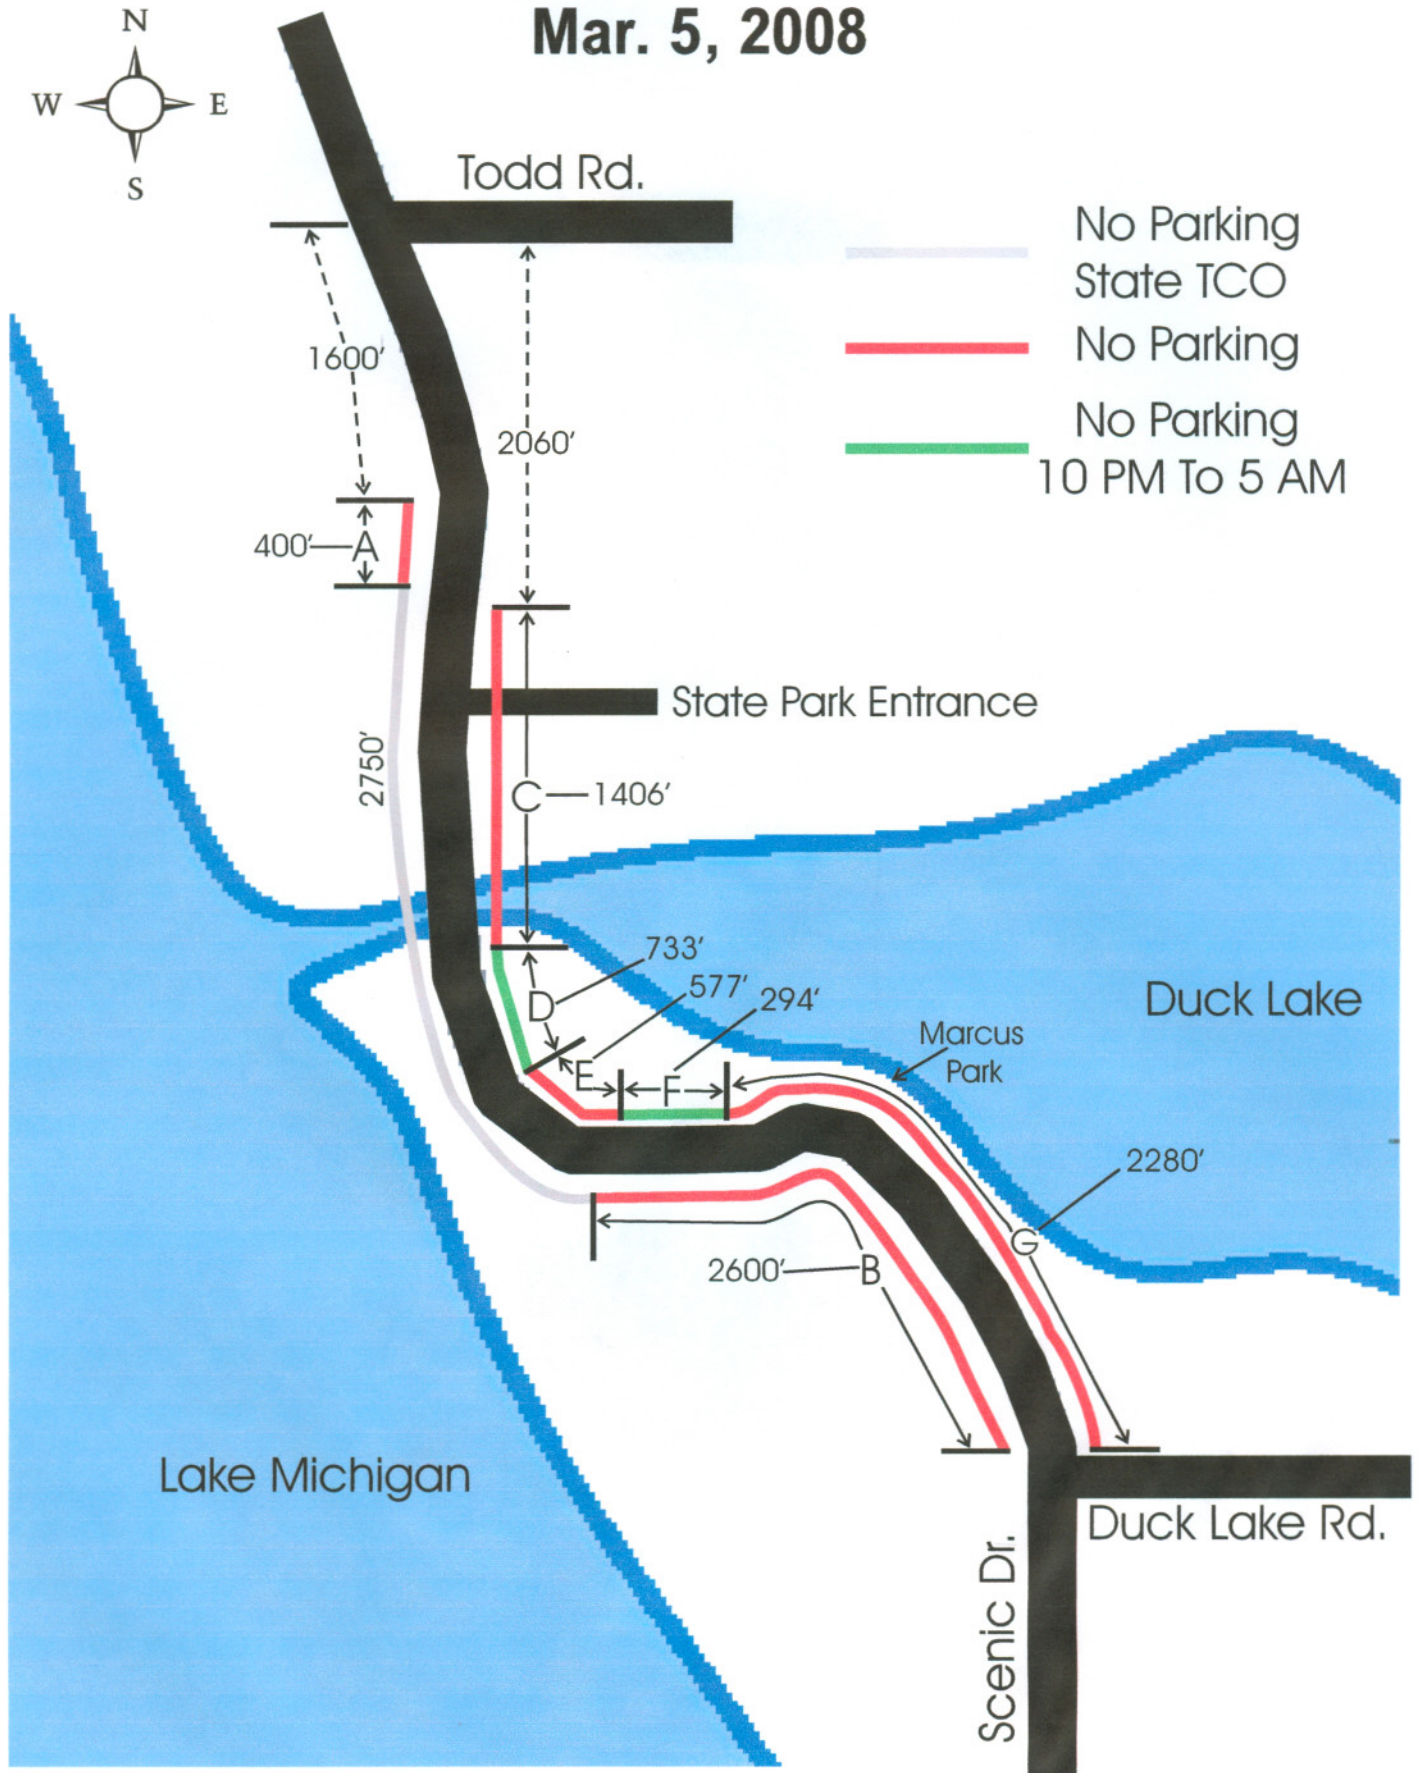 Mar. 5, 2008
N
W
E
S
Todd Rd.
No Parking
State TCO
No Parking
No Parking
10 PM To 5 AM
1600'
2060'
400'
A
State Park Entrance
2750'
C
1406'
733'
D
577'
294'
E
F
Duck Lake
Marcus
Park
2280'
G
2600'
B
Lake Michigan
Duck Lake Rd.
Scenic Dr.